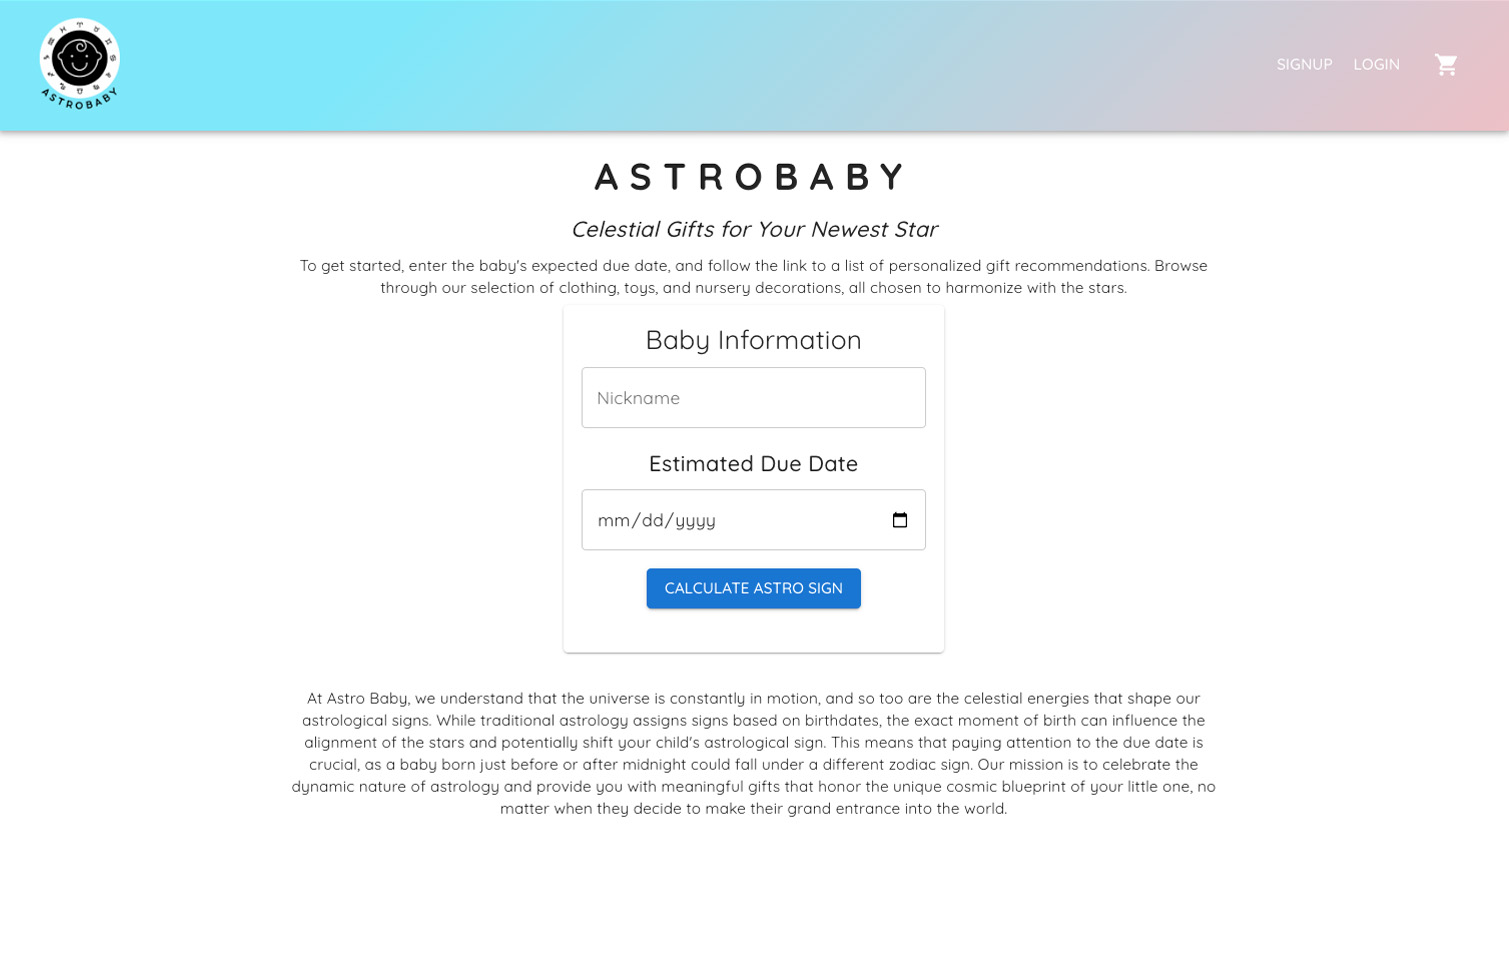 ASTROBABY
SIGNUP
LOGIN
ASTROBABY
Celestial Gifts for Your Newest Star
To get started, enter the baby's expected due date, and follow the link to a list of personalized gift recommendations. Browse
through our selection of clothing, toys, and nursery decorations, all chosen to harmonize with the stars.
Baby Information
Nickname
Estimated Due Date
mm/dd/yyyy
CALCULATE ASTRO SIGN
At Astro Baby, we understand that the universe is constantly in motion, and so too are the celestial energies that shape our
astrological signs. While traditional astrology assigns signs based on birthdates, the exact moment of birth can influence the
alignment of the stars and potentially shift your child's astrological sign. This means that paying attention to the due date is
crucial, as a baby born just before or after midnight could fall under a different zodiac sign. Our mission is to celebrate the
dynamic nature of astrology and provide you with meaningful gifts that honor the unique cosmic blueprint of your little one, no
matter when they decide to make their grand entrance into the world.